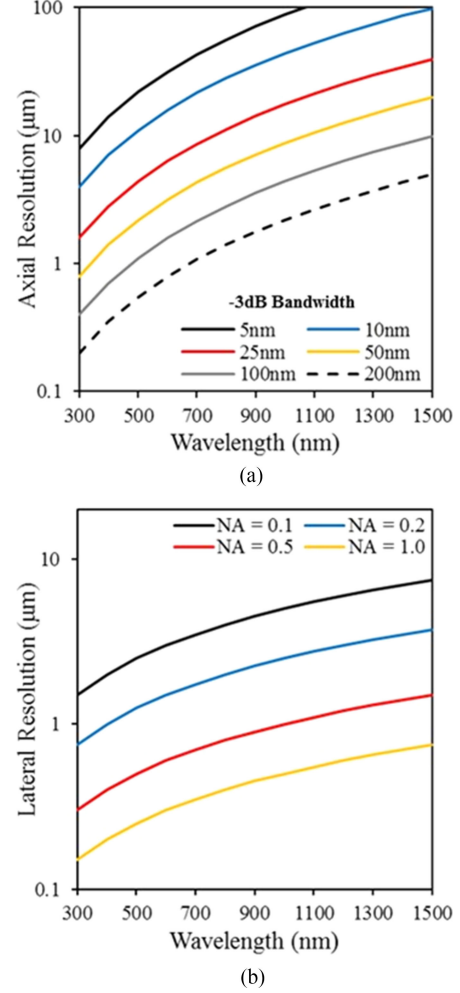 100
10
1
0.1
Axial Resolution (μm)
-3dB Bandwidth
5nm 10nm
25nm 50nm
100nm 200nm
300 500 700 900 1100 1300 1500
Wavelength (nm)
(a)
NA = 0.1 NA = 0.2
NA = 0.5 NA = 1.0
10
1
0.1
Lateral Resolution (μm)
300 500 700 900 1100 1300 1500
Wavelength (nm)
(b)